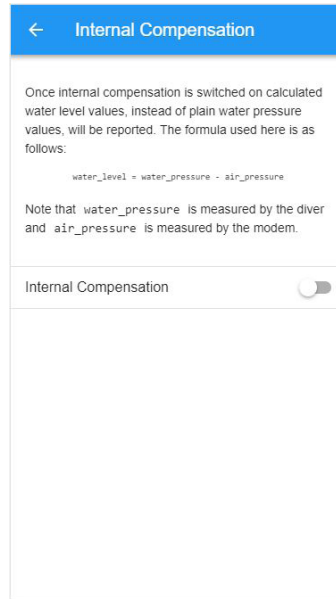 Internal Compensation
Once internal compensation is switched on calculated
water level values, instead of plain water pressure
values, will be reported. The formula used here is as
follows:
water_level = water_pressure - air_pressure
Note that water_pressure is measured by the diver
and air_pressure is measured by the modem.
Internal Compensation